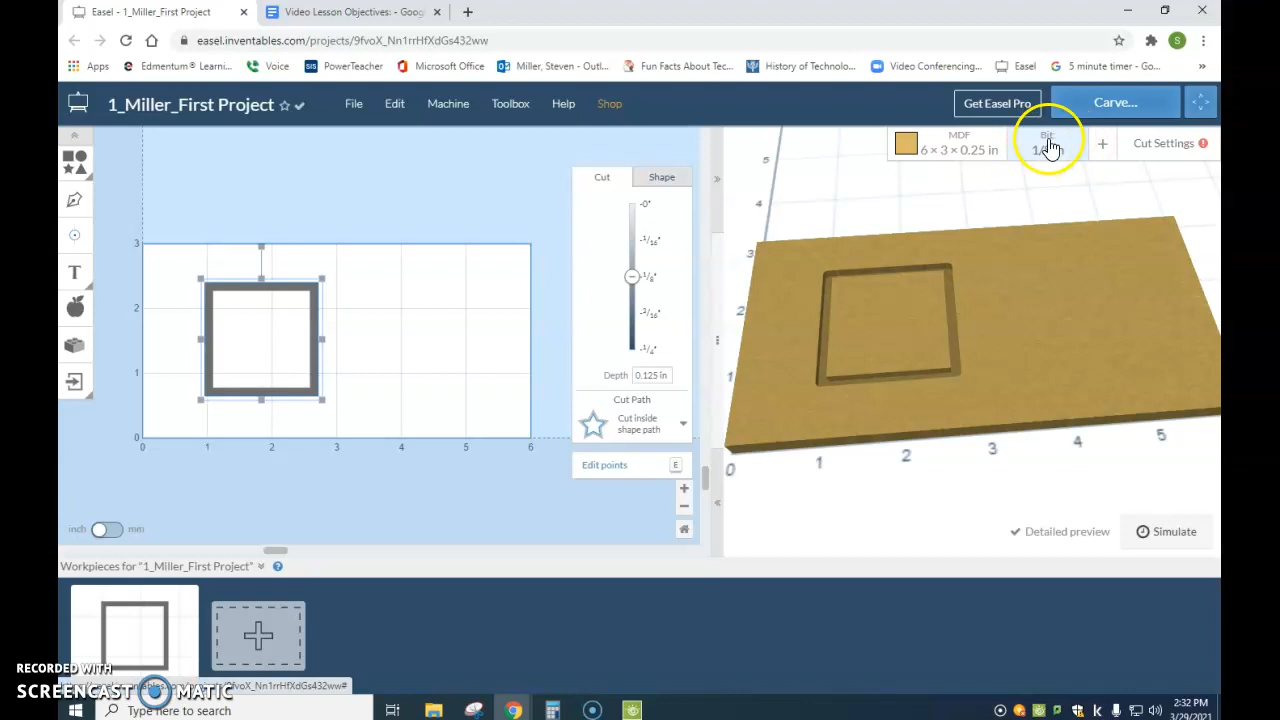 Easel - 1_Miller_First Project
Video Lesson Objectives: - Goog
easel.inventables.com/projects/9fvoX_Nn1rrHfXdGs432ww
S
Apps
Edmentum® Learni...
Voice
SIS PowerTeacher
Microsoft Office
Miller, Steven - Outl...
Fun Facts About Tec...
History of Technolo...
Video Conferencing...
Easel
5 minute timer - Go...
1_Miller_First Project
File
Edit
Machine
Toolbox
Help
Shop
Get Easel Pro
Carve...
MDF
6 × 3 × 0.25 in
Bit:
Cut Settings
Cut
Shape
-0"
-1/16"
-1/8"
-3/16"
-1/4"
Depth 0.125 in
Cut Path
Cut inside
shape path
Edit points E
T
3
2
1
0
0 1 2 3 4 5 6
5
4
3
2
1
0
1
2
3
4
5
inch
mm
Detailed preview
Simulate
Workpieces for "1_Miller_First Project"
RECORDED WITH
SCREENCAST MATIC
Type here to search
2:32 PM
3/29/2021